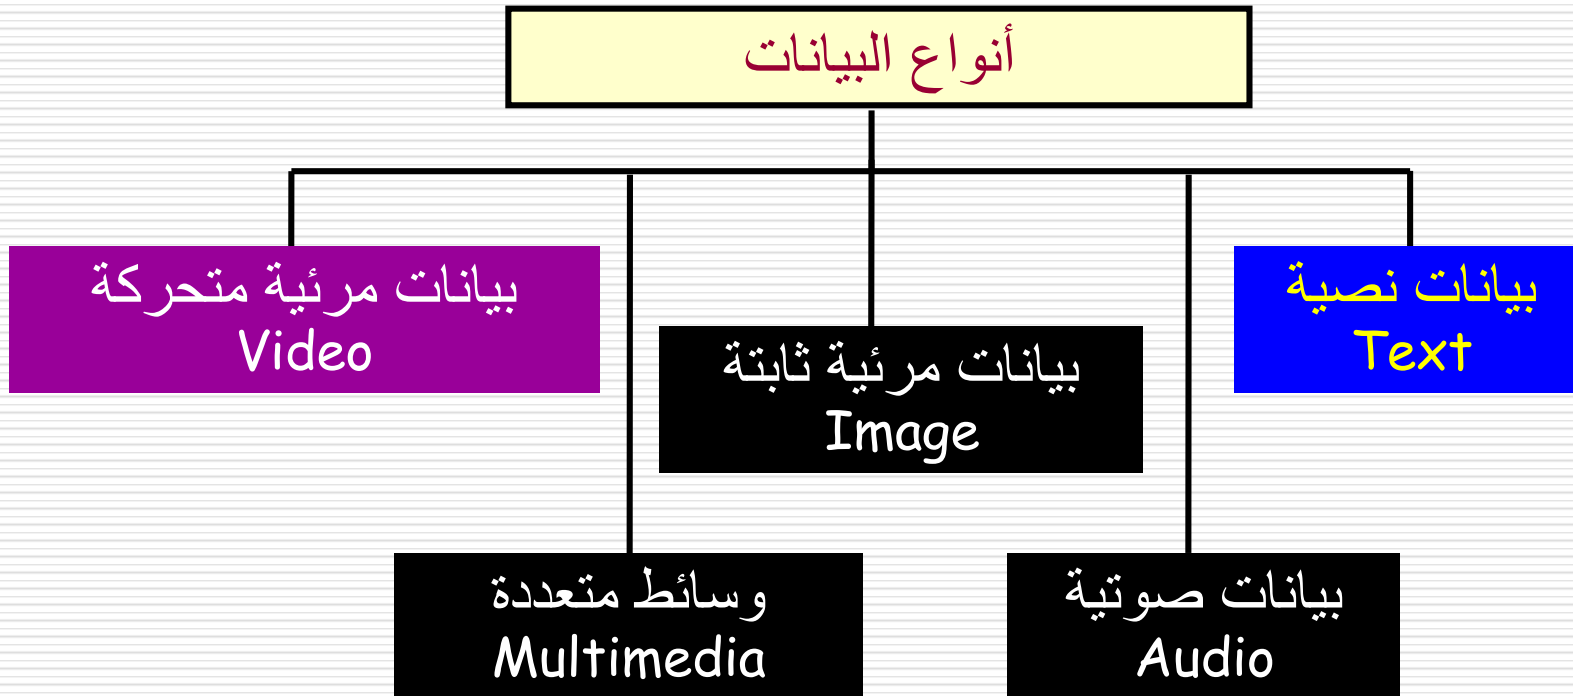 أنواع البيانات
بيانات نصية
Text
بيانات صوتية
Audio
بيانات مرئية ثابتة
Image
وسائط متعددة
Multimedia
بيانات مرئية متحركة
Video